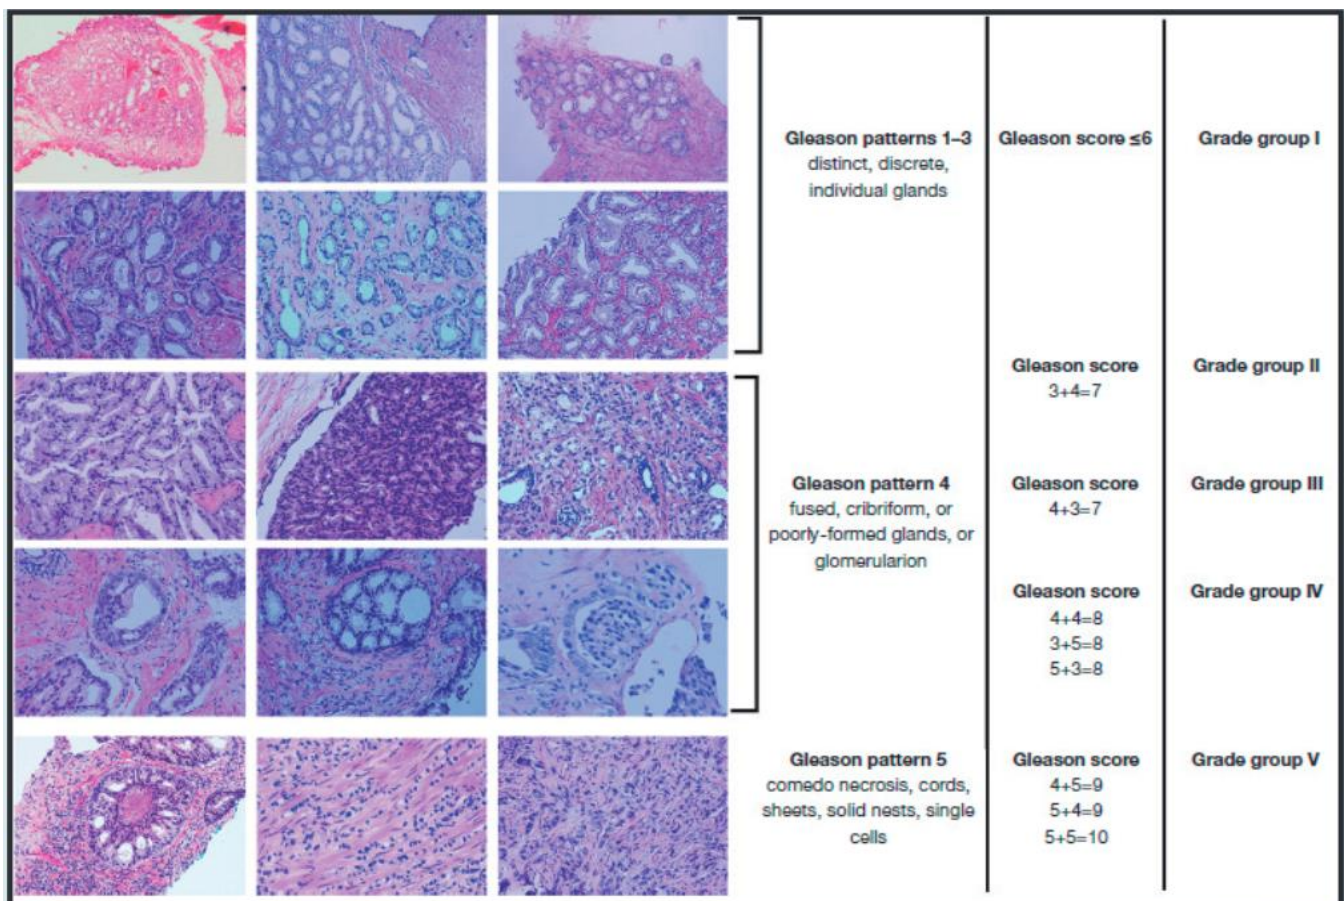 Gleason patterns 1–3
distinct, discrete,
individual glands
Gleason score ≤6
Grade group I
Gleason score
3+4=7
Grade group II
Gleason pattern 4
fused, cribriform, or
poorly-formed glands, or
glomerularion
Gleason score
4+3=7
Grade group III
Gleason score
4+4=8
3+5=8
5+3=8
Grade group IV
Gleason pattern 5
comedo necrosis, cords,
sheets, solid nests, single
cells
Gleason score
4+5=9
5+4=9
5+5=10
Grade group V